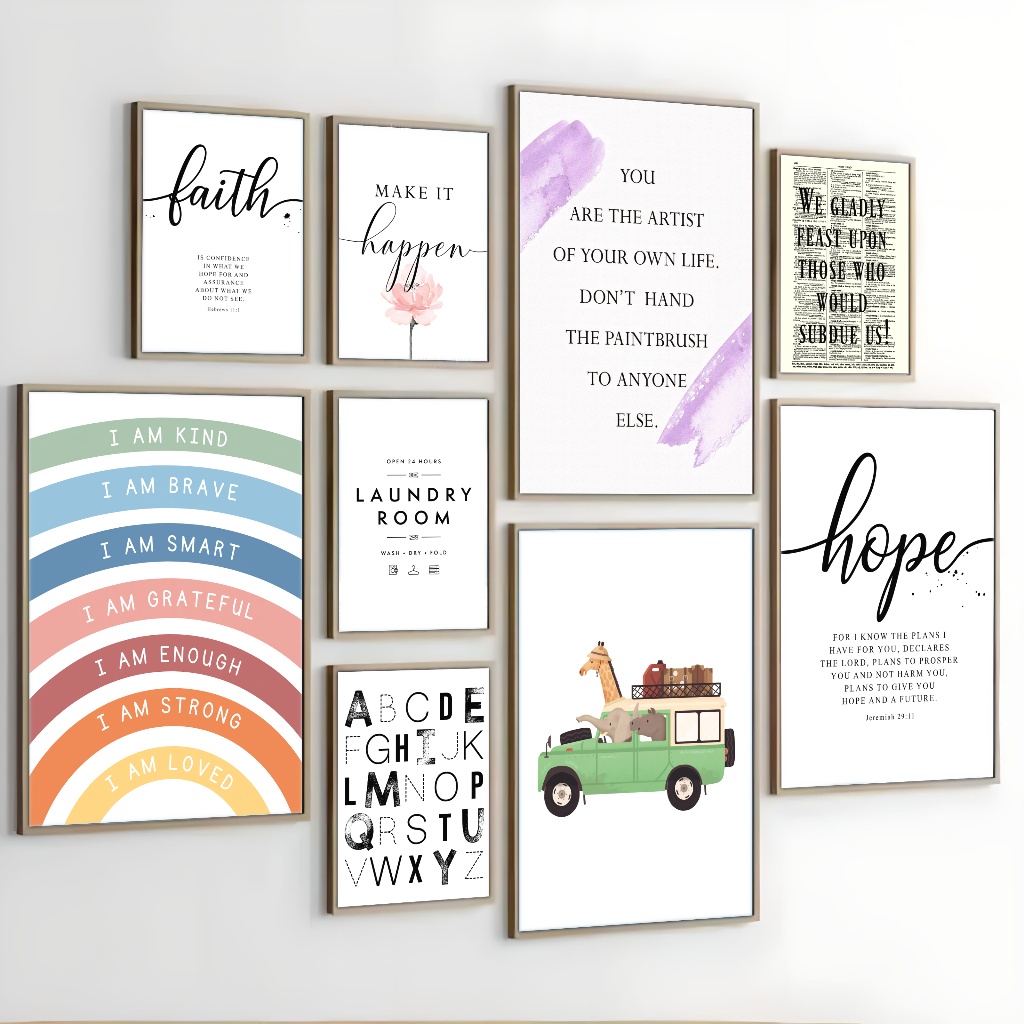 faith
IS CONFIDENCE
IN WHAT WE
HOPE FOR AND
ASSURANCE
ABOUT WHAT WE
DO NOT SEE.
Hebrews 11:1
MAKE IT
happen
YOU
ARE THE ARTIST
OF YOUR OWN LIFE.
DON'T HAND
THE PAINTBRUSH
TO ANYONE
ELSE.
WE GLADLY
FEAST UPON
THOSE WHO
WOULD
SUBDUE US!
I AM KIND
I AM BRAVE
I AM SMART
I AM GRATEFUL
I AM ENOUGH
I AM STRONG
I AM LOVED
OPEN 24 HOURS
LAUNDRY
ROOM
WASH • DRY • FOLD
ABCDE
FGHIJK
LMNOP
QRSTU
VWXYZ
hope
FOR I KNOW THE PLANS I
HAVE FOR YOU, DECLARES
THE LORD, PLANS TO PROSPER
YOU AND NOT HARM YOU,
PLANS TO GIVE YOU
HOPE AND A FUTURE.
Jeremiah 29:11